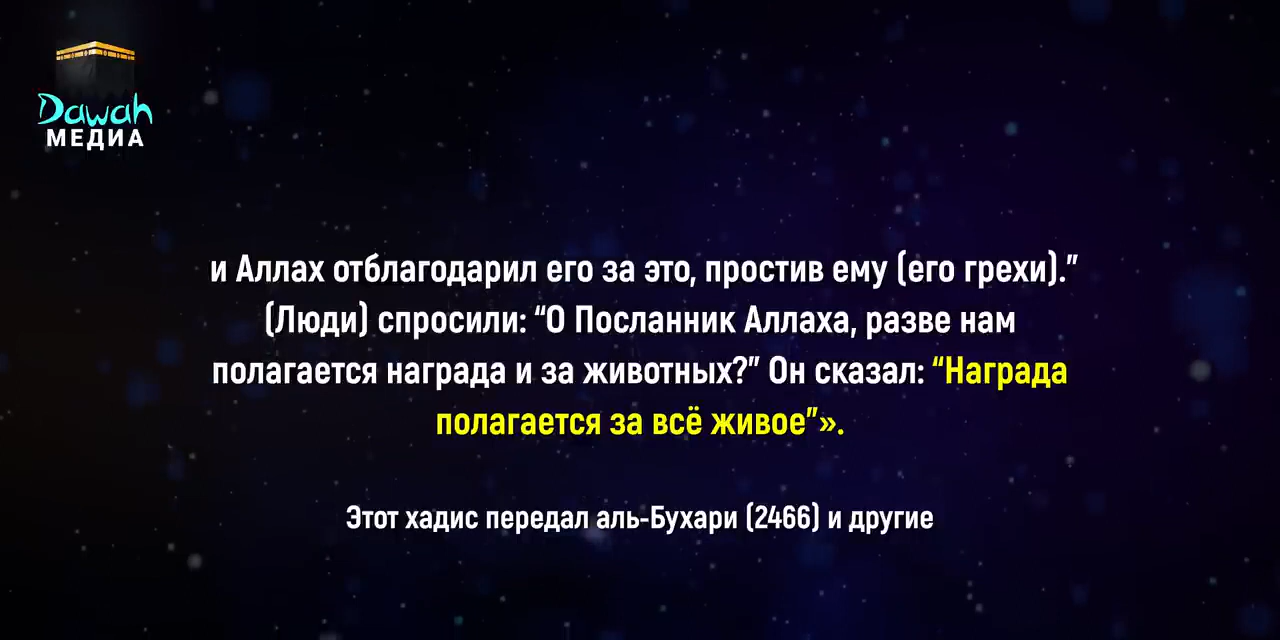 Dawah
МЕДИА
и Аллах отблагодарил его за это, простив ему (его грехи).”
(Люди) спросили: “О Посланник Аллаха, разве нам
полагается награда и за животных?” Он сказал: “Награда
полагается за всё живое”».
Этот хадис передал аль-Бухари (2466) и другие